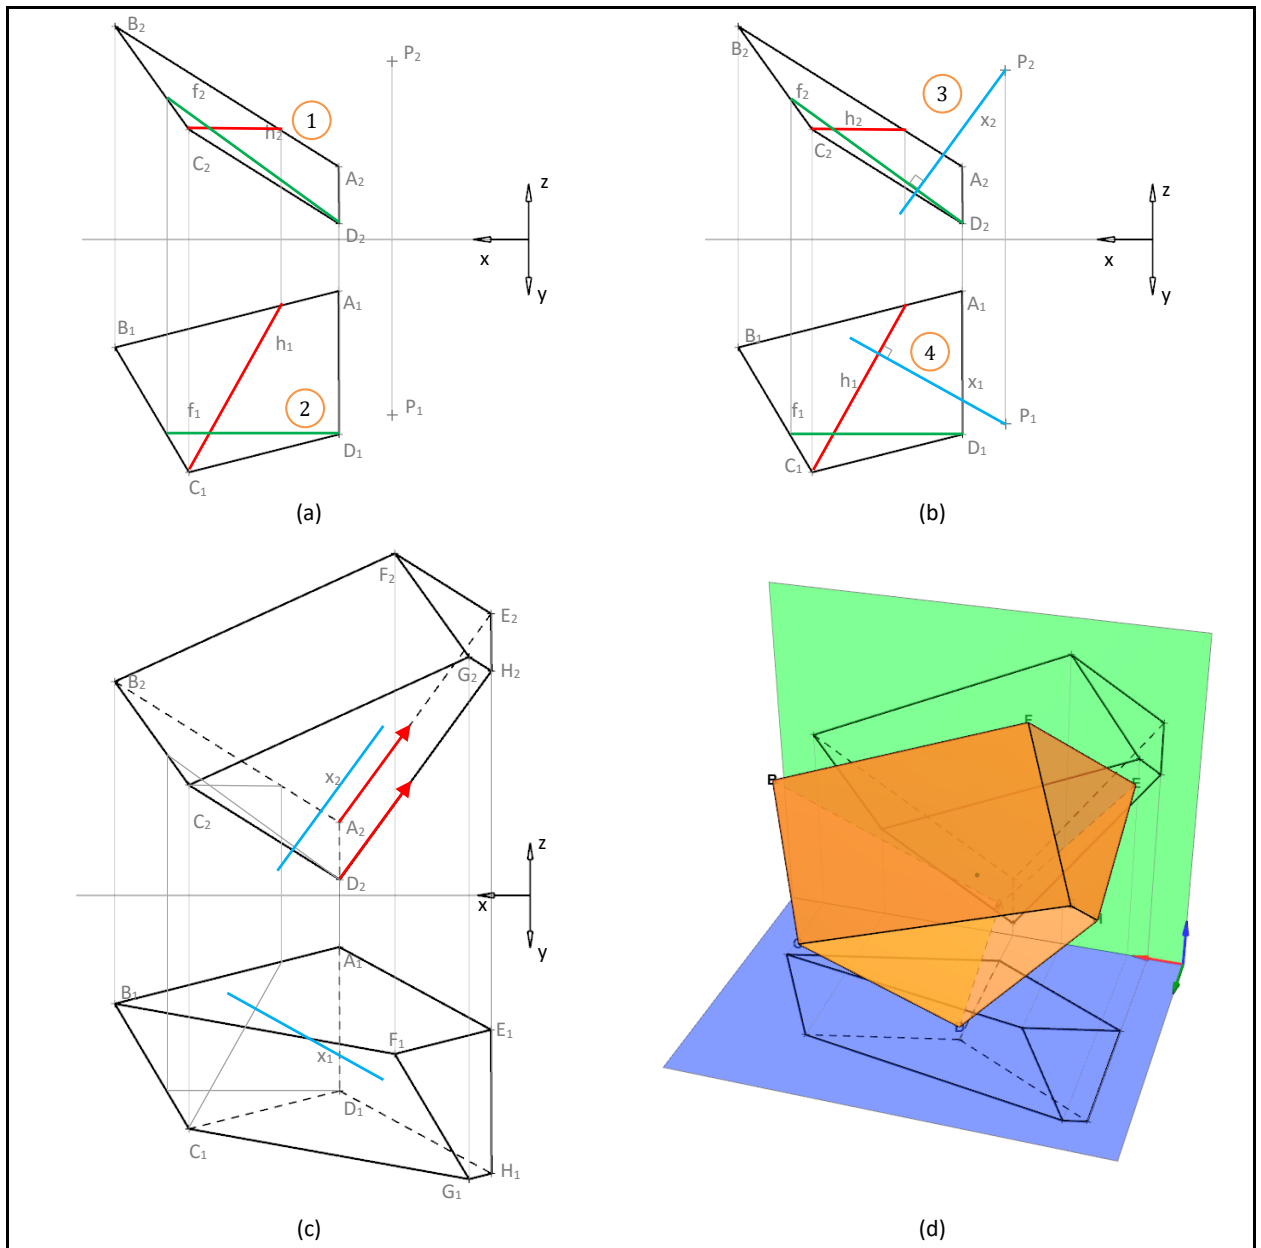 B₂
P₂
f₂
1
h₂
C₂
A₂
D₂
z
x
y
A₁
B₁
h₁
f₁
2
P₁
D₁
C₁
(a)
B₂
P₂
3
f₂
h₂
x₂
C₂
A₂
D₂
z
x
y
A₁
B₁
4
h₁
x₁
f₁
P₁
D₁
C₁
(b)
F₂
E₂
G₂
H₂
B₂
x₂
C₂
A₂
D₂
z
x
y
A₁
B₁
E₁
F₁
x₁
D₁
C₁
H₁
G₁
(c)
F
B
E
H
C
D
(d)